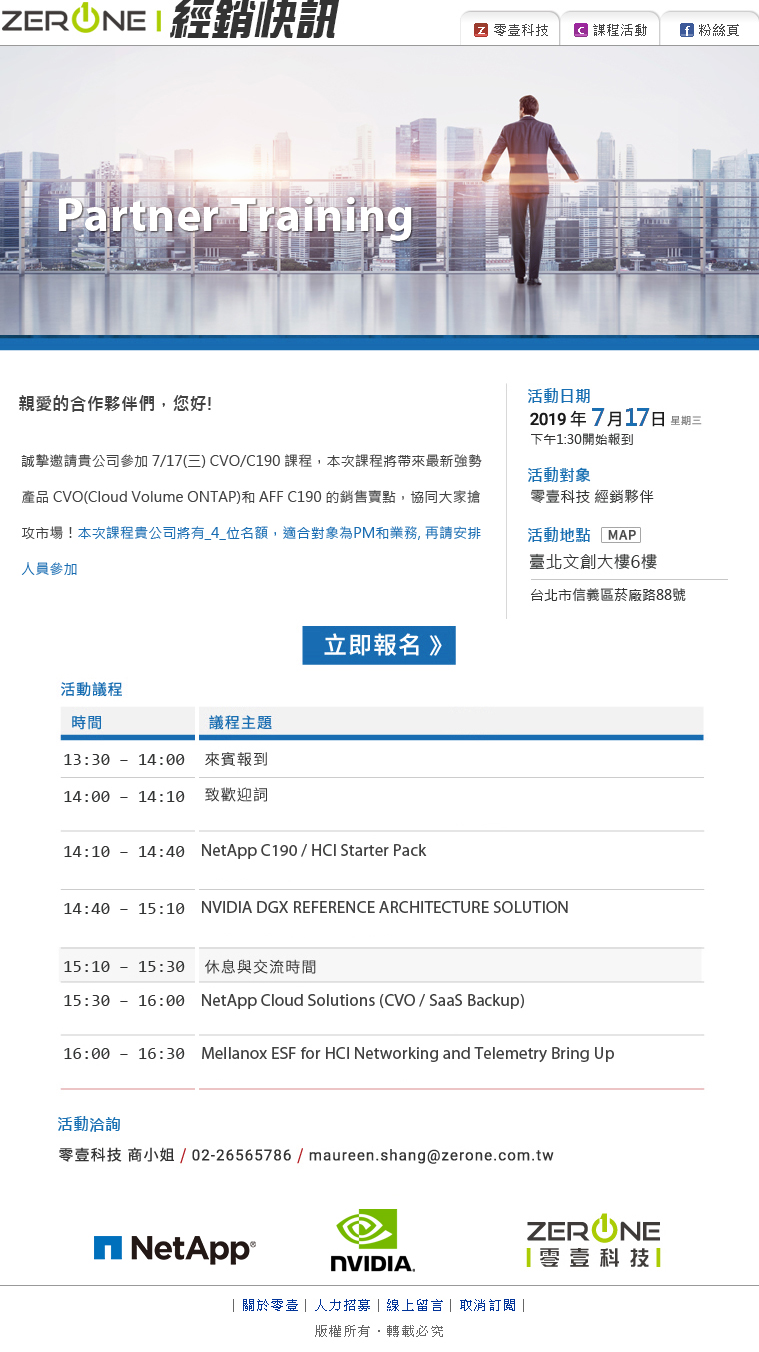 ZERONE 經銷快訊
零壹科技 課程活動 粉絲頁
Partner Training
親愛的合作夥伴們，您好!
誠摯邀請貴公司參加 7/17(三) CVO/C190 課程，本次課程將帶來最新強勢
產品 CVO(Cloud Volume ONTAP)和 AFF C190 的銷售賣點，協同大家搶
攻市場！本次課程貴公司將有_4_位名額，適合對象為PM和業務, 再請安排
人員參加
活動日期
2019 年 7月17日 星期三
下午1:30開始報到
活動對象
零壹科技 經銷夥伴
活動地點 MAP
臺北文創大樓6樓
台北市信義區菸廠路88號
立即報名 》
活動議程
時間 議程主題
13:30 – 14:00 來賓報到
14:00 – 14:10 致歡迎詞
14:10 – 14:40 NetApp C190 / HCI Starter Pack
14:40 – 15:10 NVIDIA DGX REFERENCE ARCHITECTURE SOLUTION
15:10 – 15:30 休息與交流時間
15:30 – 16:00 NetApp Cloud Solutions (CVO / SaaS Backup)
16:00 – 16:30 Mellanox ESF for HCI Networking and Telemetry Bring Up
活動洽詢
零壹科技 商小姐 / 02-26565786 / maureen.shang@zerone.com.tw
NetApp®
NVIDIA.
ZERONE
零壹科技
| 關於零壹 | 人力招募 | 線上留言 | 取消訂閱 |
版權所有・轉載必究